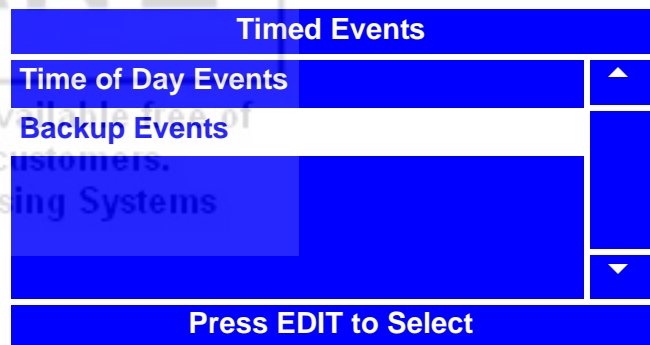 Timed Events
Time of Day Events
vailable free of
Backup Events
customers.
sing Systems
Press EDIT to Select